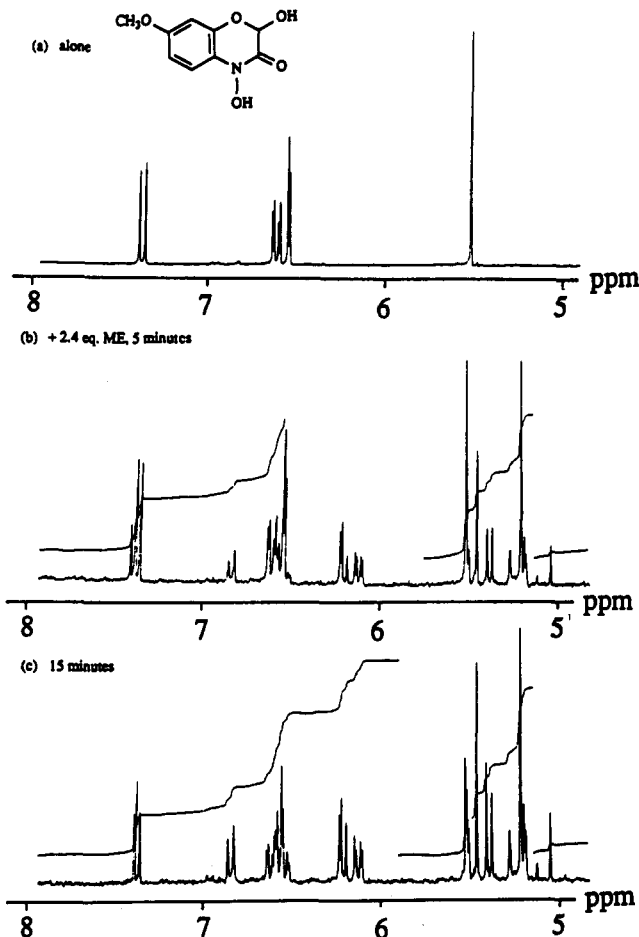 (a) alone
CH₃O
O
OH
N
O
OH
8 7 6 5 ppm
(b) + 2.4 eq. ME, 5 minutes
8 7 6 5 ppm
(c) 15 minutes
8 7 6 5 ppm